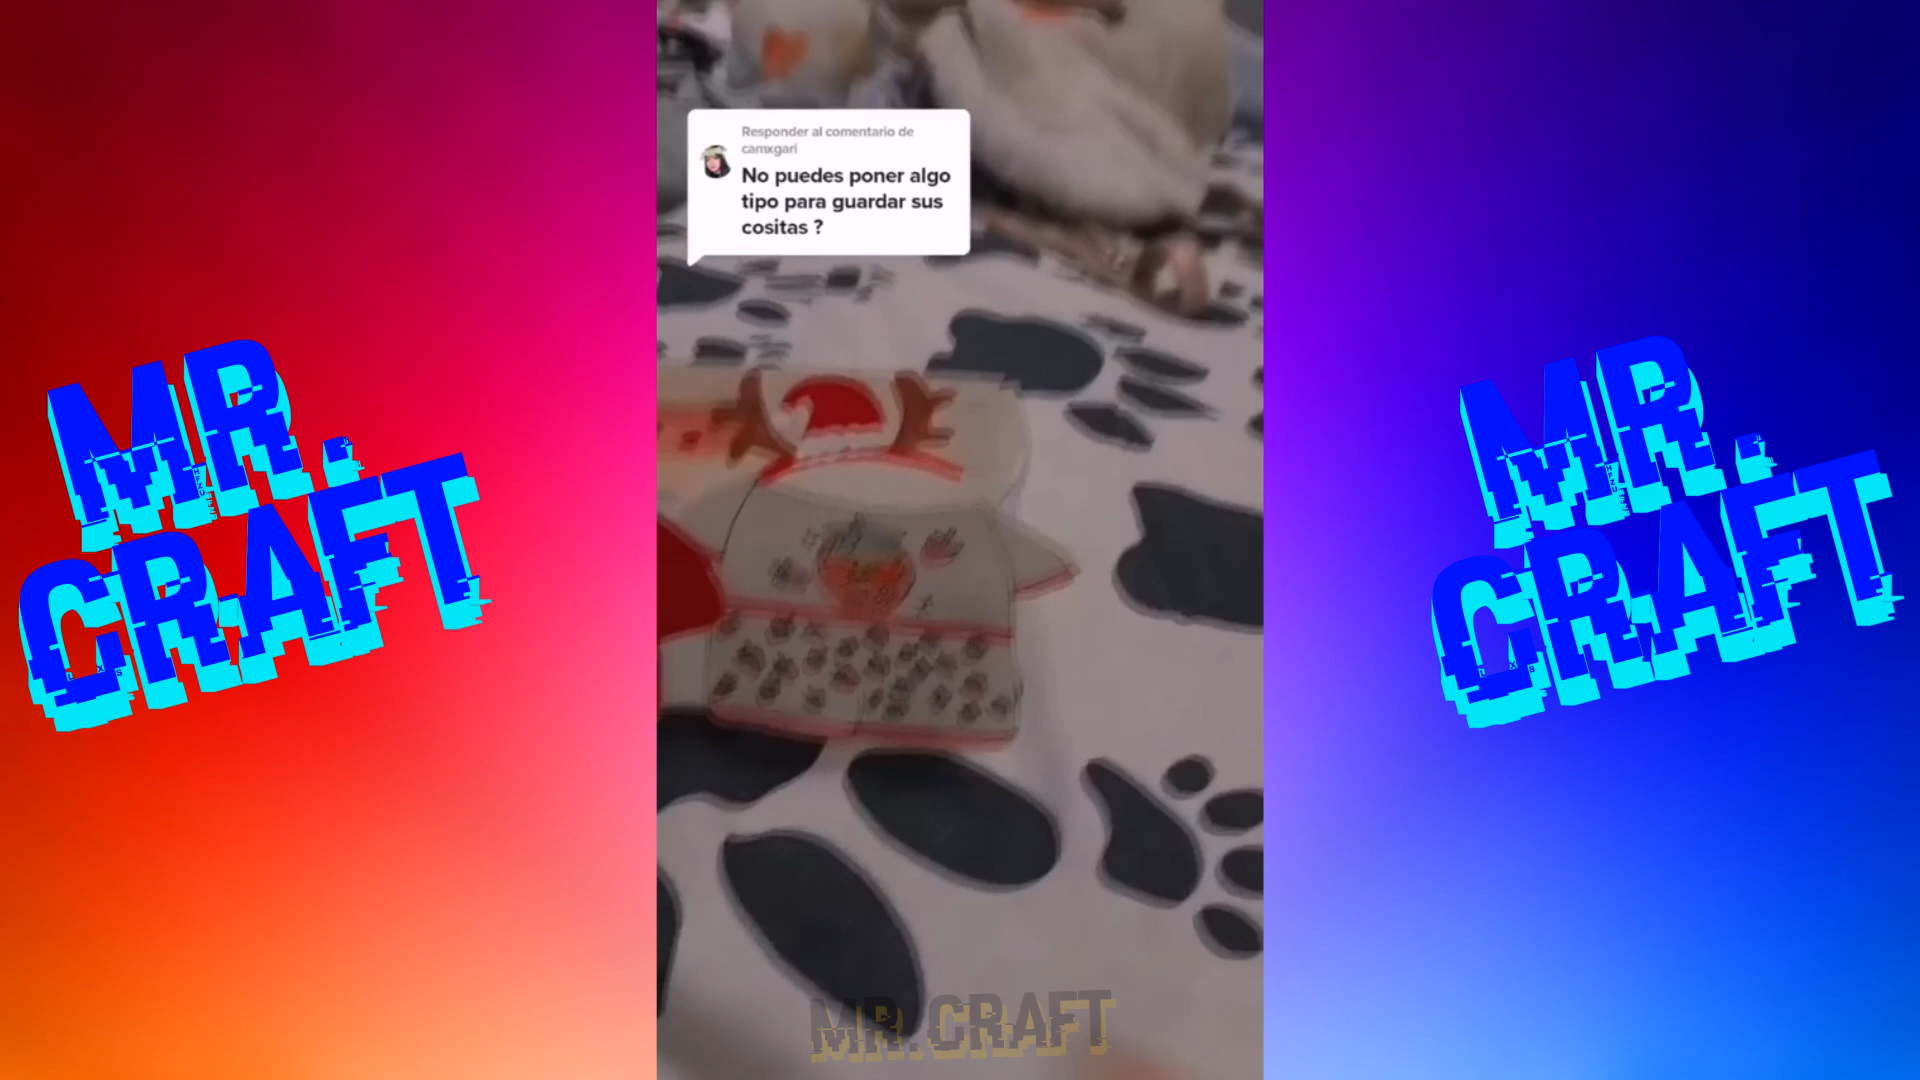 Responder al comentario de
camxgari
No puedes poner algo
tipo para guardar sus
cositas ?
MR.
CRAFT
MR.
CRAFT
MR.CRAFT